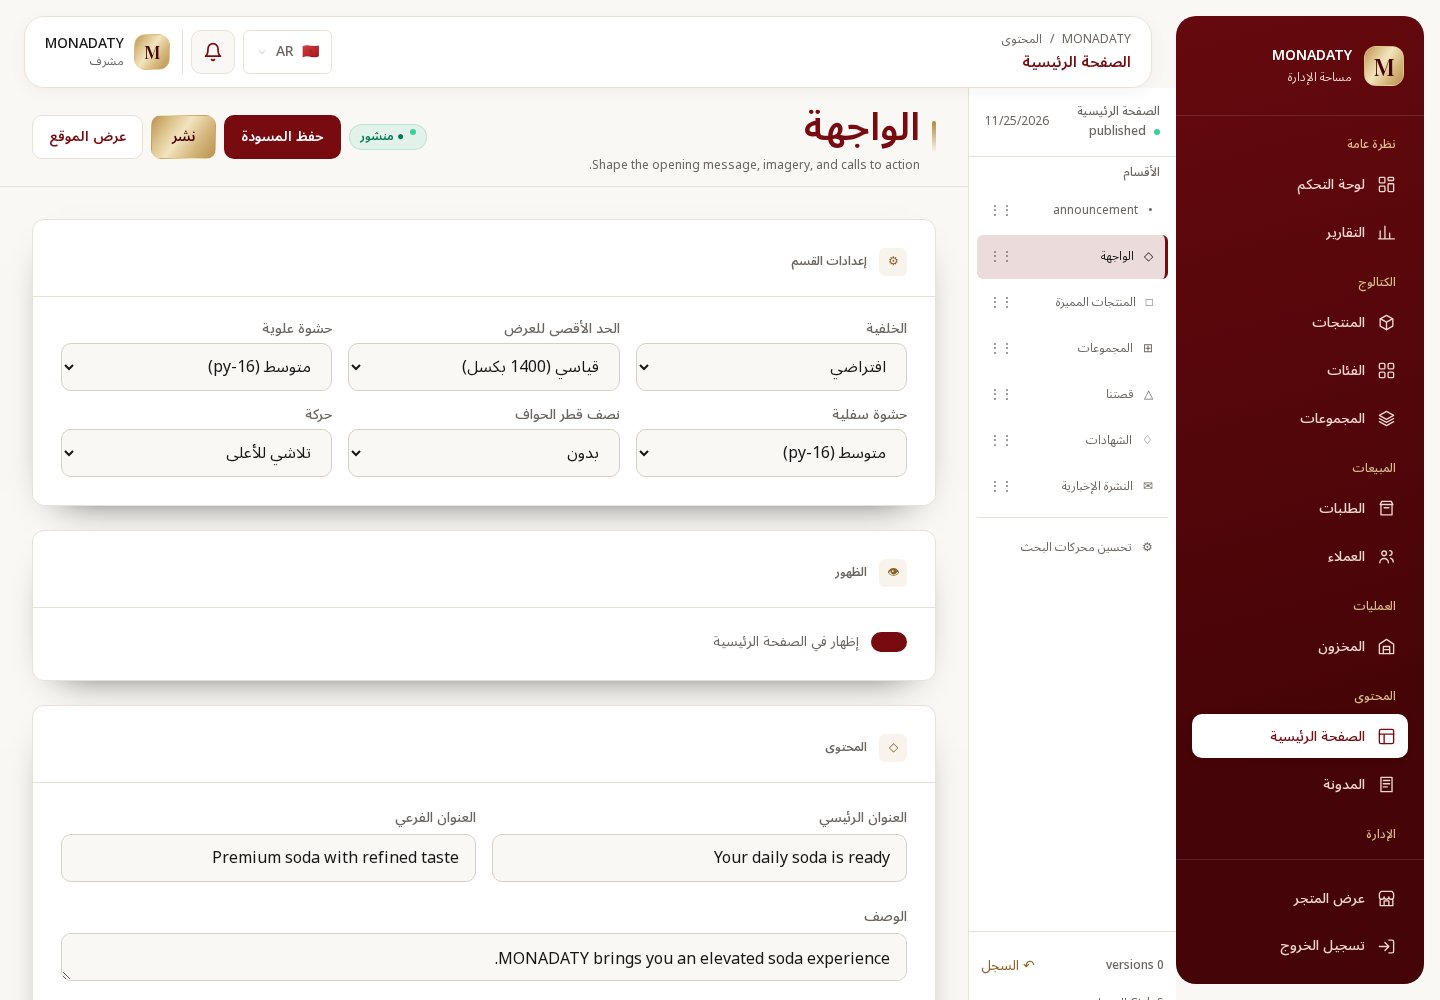 M
MONADATY
مساحة الإدارة
نظرة عامة
لوحة التحكم
التقارير
الكتالوج
المنتجات
الفئات
المجموعات
المبيعات
الطلبات
العملاء
العمليات
المخزون
المحتوى
الصفحة الرئيسية
المدونة
الإدارة
عرض المتجر
تسجيل الخروج
MONADATY / المحتوى
الصفحة الرئيسية
AR
M
MONADATY
مشرف
الصفحة الرئيسية
published
11/25/2026
الأقسام
announcement
الواجهة
المنتجات المميزة
المجموعات
قصتنا
الشهادات
النشرة الإخبارية
تحسين محركات البحث
0 versions
السجل
الواجهة
Shape the opening message, imagery, and calls to action.
منشور
حفظ المسودة
نشر
عرض الموقع
إعدادات القسم
الخلفية
الحد الأقصى للعرض
حشوة علوية
افتراضي
قياسي (1400 بكسل)
متوسط (py-16)
حشوة سفلية
نصف قطر الحواف
حركة
متوسط (py-16)
بدون
تلاشي للأعلى
الظهور
إظهار في الصفحة الرئيسية
المحتوى
العنوان الرئيسي
العنوان الفرعي
Your daily soda is ready
Premium soda with refined taste
الوصف
MONADATY brings you an elevated soda experience.